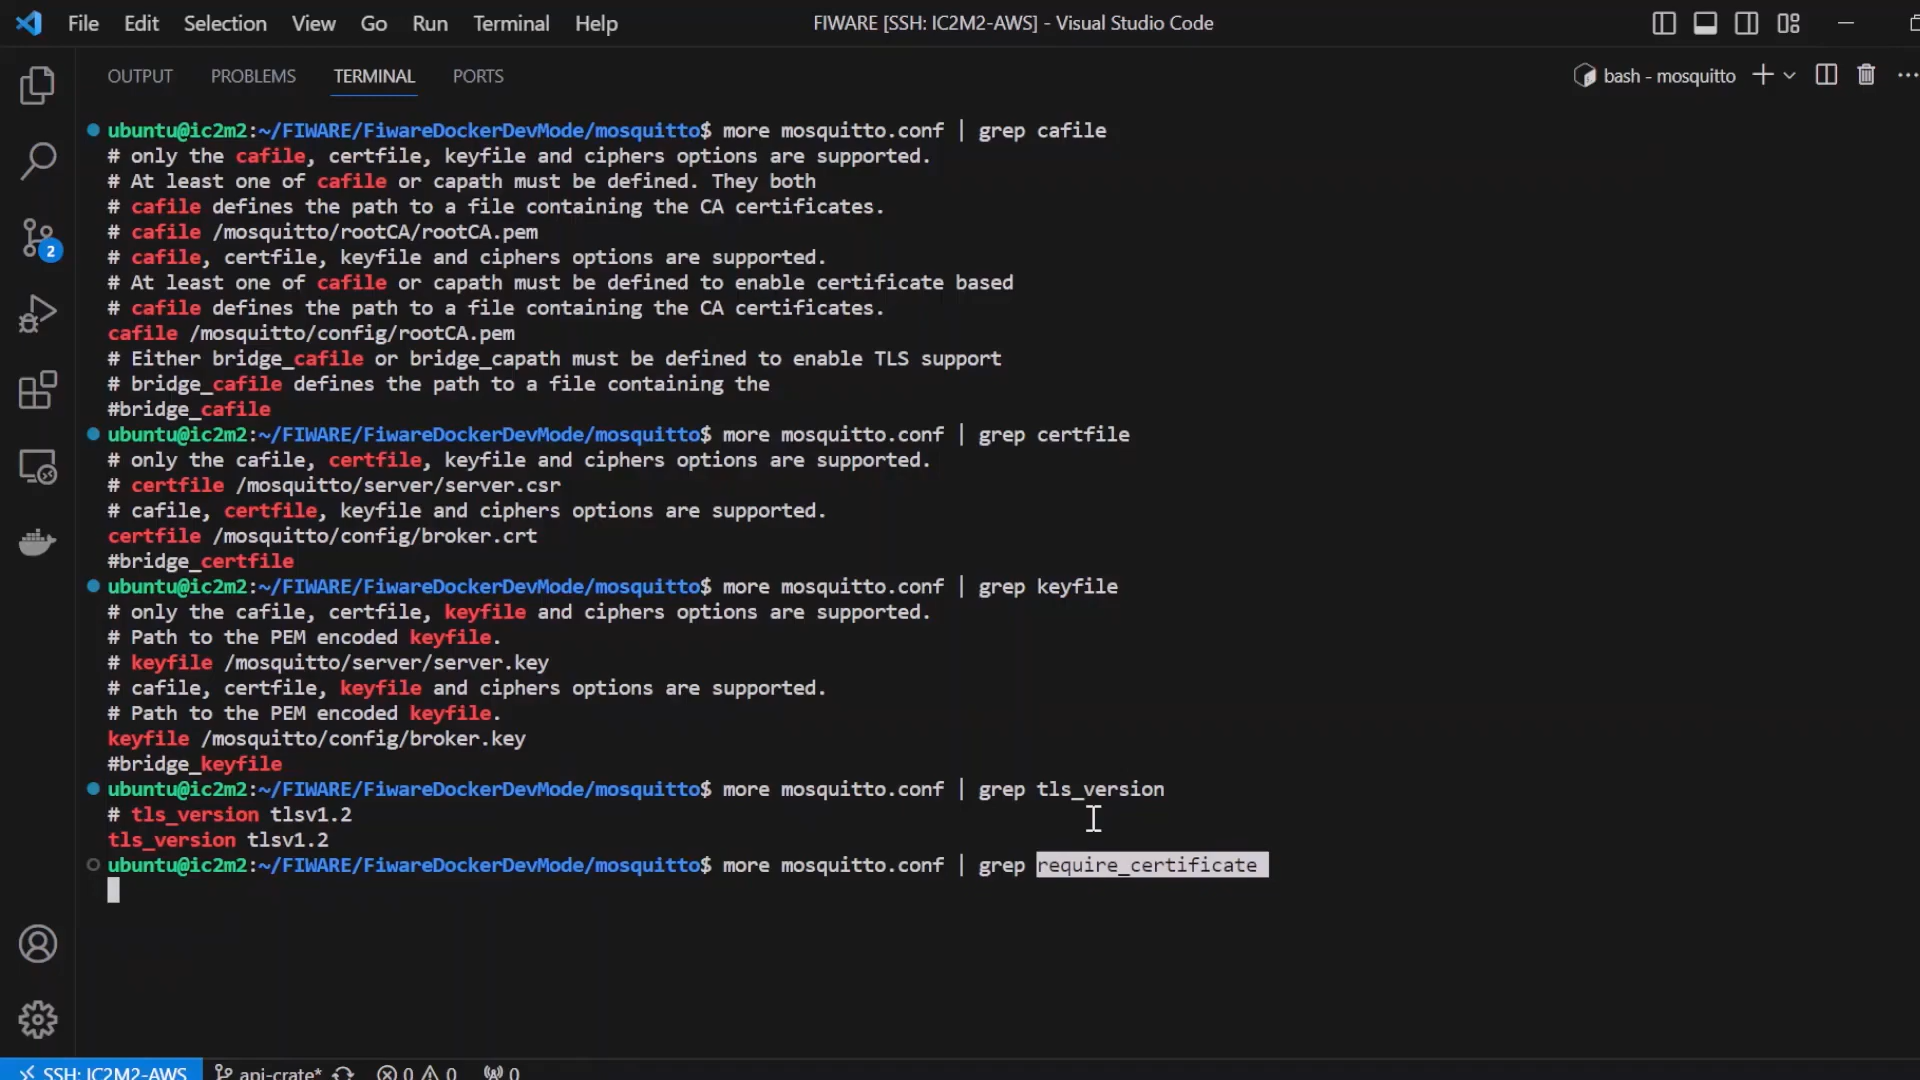 File Edit Selection View Go Run Terminal Help FIWARE [SSH: IC2M2-AWS] - Visual Studio Code
OUTPUT PROBLEMS TERMINAL PORTS bash - mosquitto
ubuntu@ic2m2:~/FIWARE/FiwareDockerDevMode/mosquitto$ more mosquitto.conf | grep cafile
# only the cafile, certfile, keyfile and ciphers options are supported.
# At least one of cafile or capath must be defined. They both
# cafile defines the path to a file containing the CA certificates.
# cafile /mosquitto/rootCA/rootCA.pem
# cafile, certfile, keyfile and ciphers options are supported.
# At least one of cafile or capath must be defined to enable certificate based
# cafile defines the path to a file containing the CA certificates.
cafile /mosquitto/config/rootCA.pem
# Either bridge_cafile or bridge_capath must be defined to enable TLS support
# bridge_cafile defines the path to a file containing the
#bridge_cafile
ubuntu@ic2m2:~/FIWARE/FiwareDockerDevMode/mosquitto$ more mosquitto.conf | grep certfile
# only the cafile, certfile, keyfile and ciphers options are supported.
# certfile /mosquitto/server/server.csr
# cafile, certfile, keyfile and ciphers options are supported.
certfile /mosquitto/config/broker.crt
#bridge_certfile
ubuntu@ic2m2:~/FIWARE/FiwareDockerDevMode/mosquitto$ more mosquitto.conf | grep keyfile
# only the cafile, certfile, keyfile and ciphers options are supported.
# Path to the PEM encoded keyfile.
# keyfile /mosquitto/server/server.key
# cafile, certfile, keyfile and ciphers options are supported.
# Path to the PEM encoded keyfile.
keyfile /mosquitto/config/broker.key
#bridge_keyfile
ubuntu@ic2m2:~/FIWARE/FiwareDockerDevMode/mosquitto$ more mosquitto.conf | grep tls_version
# tls_version tlsv1.2
tls_version tlsv1.2
ubuntu@ic2m2:~/FIWARE/FiwareDockerDevMode/mosquitto$ more mosquitto.conf | grep require_certificate
2
SSH: IC2M2-AWS api-crate* 0 0 0